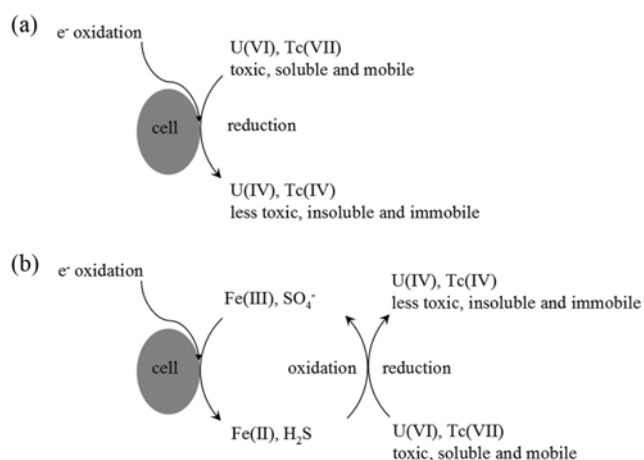 (a)
e⁻ oxidation
U(VI), Tc(VII)
toxic, soluble and mobile
cell
reduction
U(IV), Tc(IV)
less toxic, insoluble and immobile
(b)
e⁻ oxidation
U(IV), Tc(IV)
less toxic, insoluble and immobile
Fe(III), SO₄⁻
cell
oxidation
reduction
Fe(II), H₂S
U(VI), Tc(VII)
toxic, soluble and mobile